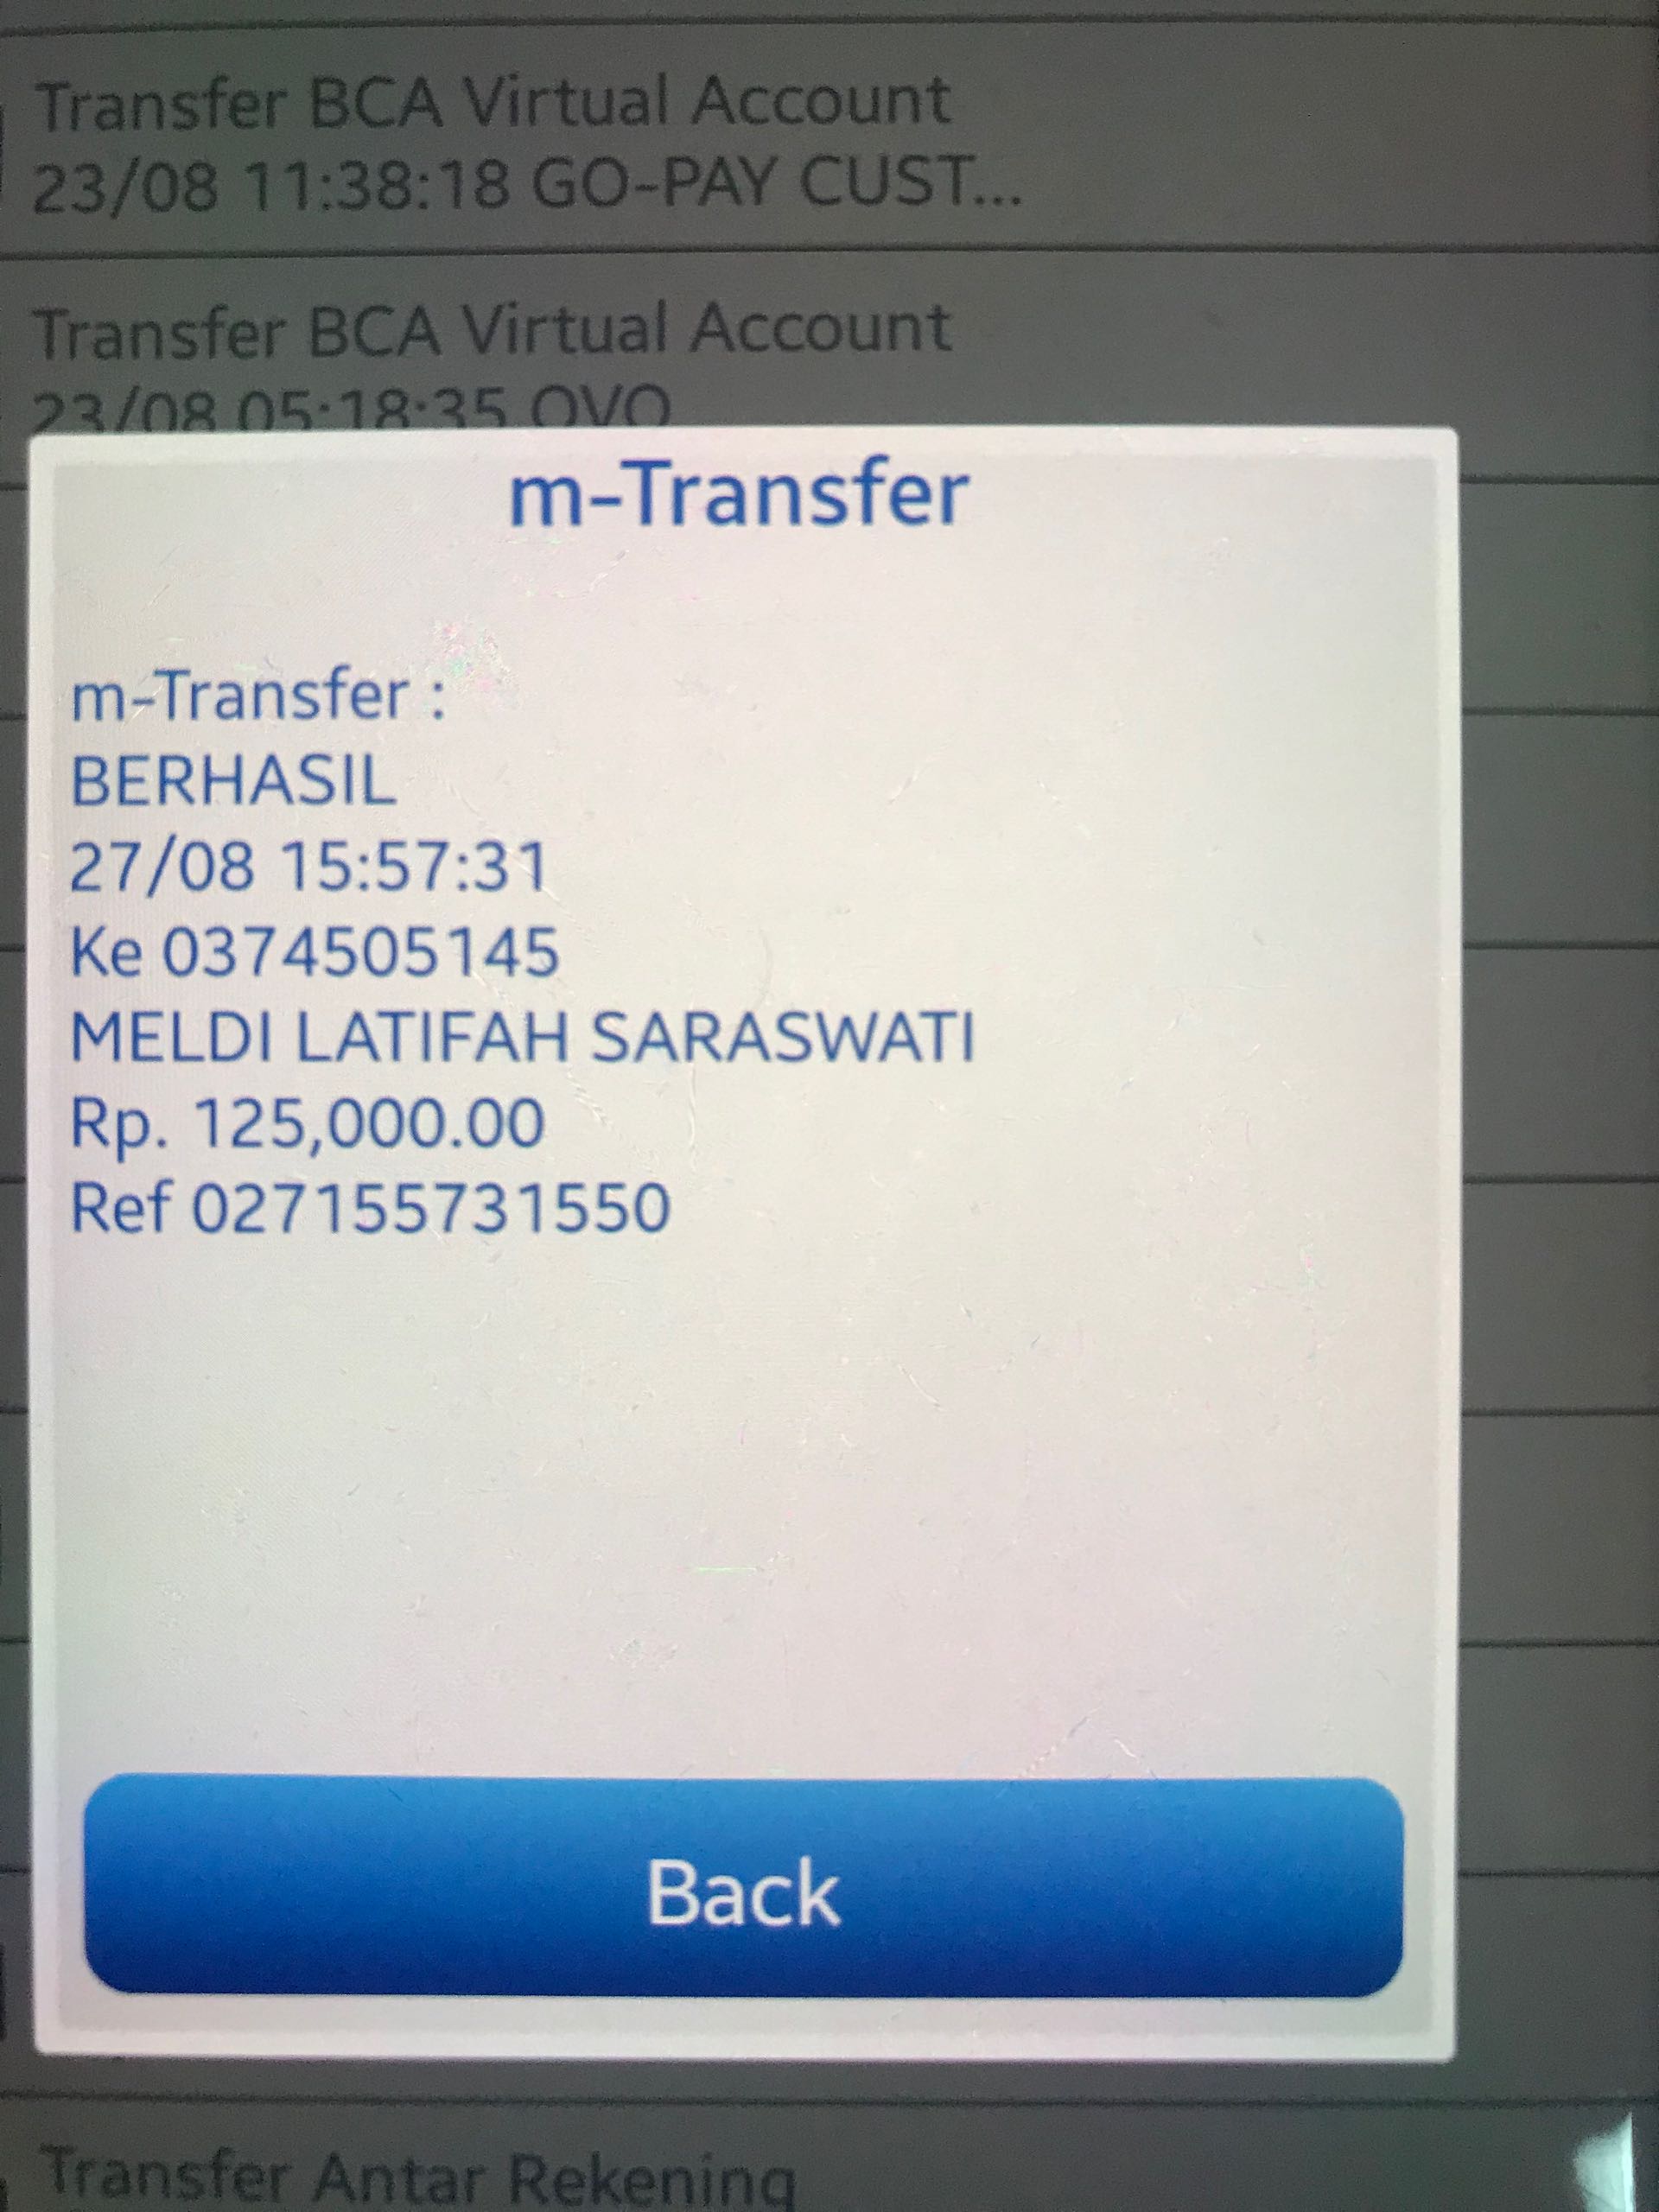 Transfer BCA Virtual Account
23/08 11:38:18 GO-PAY CUST...
Transfer BCA Virtual Account
23/08 05:18:35 OVO
m-Transfer
m-Transfer :
BERHASIL
27/08 15:57:31
Ke 0374505145
MELDI LATIFAH SARASWATI
Rp. 125,000.00
Ref 027155731550
Back
Transfer Antar Rekening